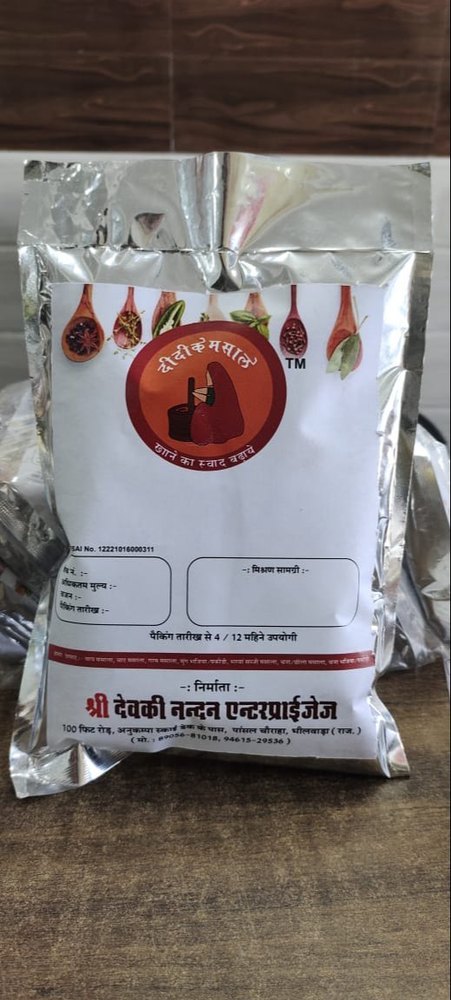 दीदीकेमसाले
TM
खाने का स्वाद बढाये
SAI No. 12221016000311
नं. :-
अधिकतम मूल्य :-
वजन :-
पैकिंग तारीख :-
-: मिश्रण सामग्री :-
पैकिंग तारीख से 4 / 12 महिने उपयोगी
-: निर्माता :-
श्री देवकी नन्दन एन्टरप्राईजेज
100 फिट रोड़, अनुकम्पा स्काई डेक के पास, पांसल चौराहा, भीलवाड़ा ( राज. )
( मो. : 89056-81018, 94615-29536 )